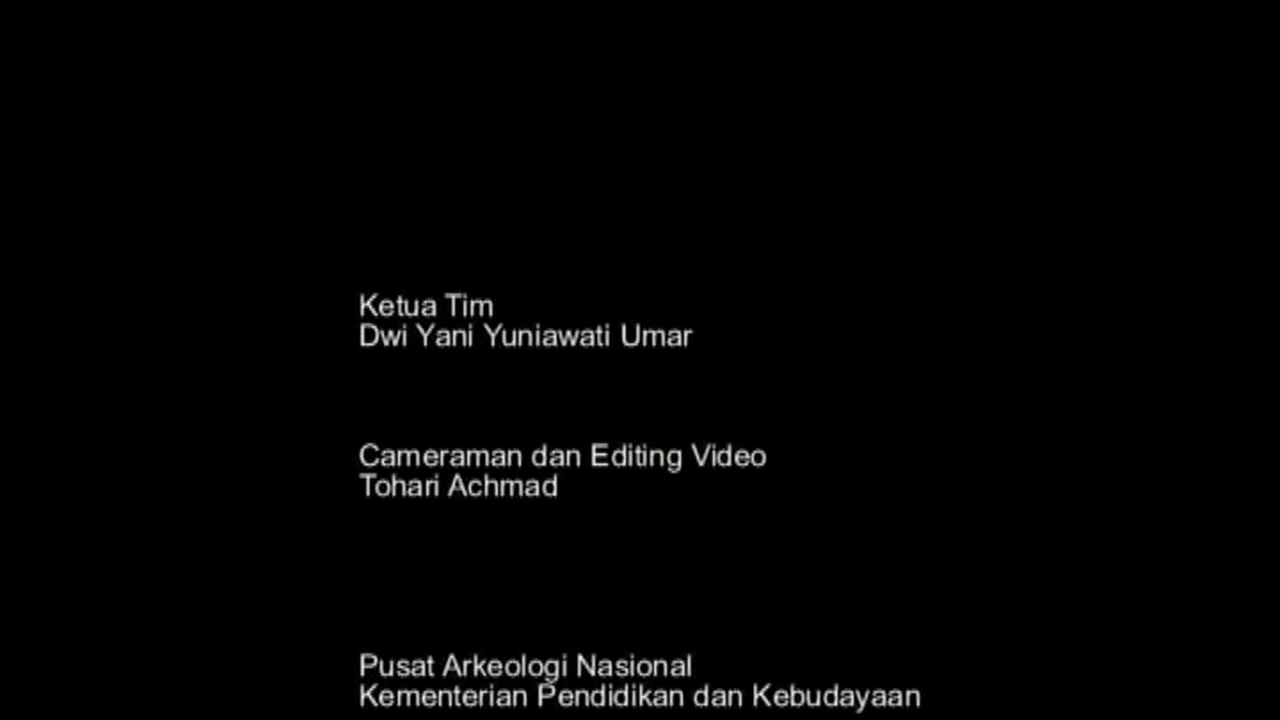 Ketua Tim
Dwi Yani Yuniawati Umar
Cameraman dan Editing Video
Tohari Achmad
Pusat Arkeologi Nasional
Kementerian Pendidikan dan Kebudayaan